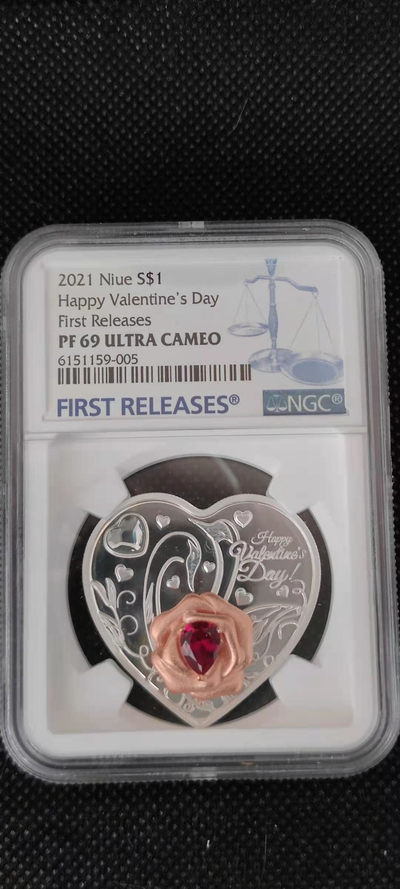 2021 Niue S$1
Happy Valentine's Day
First Releases
PF 69 ULTRA CAMEO
6151159-005
FIRST RELEASES®
NGC®
Happy
Valentine's
Day!